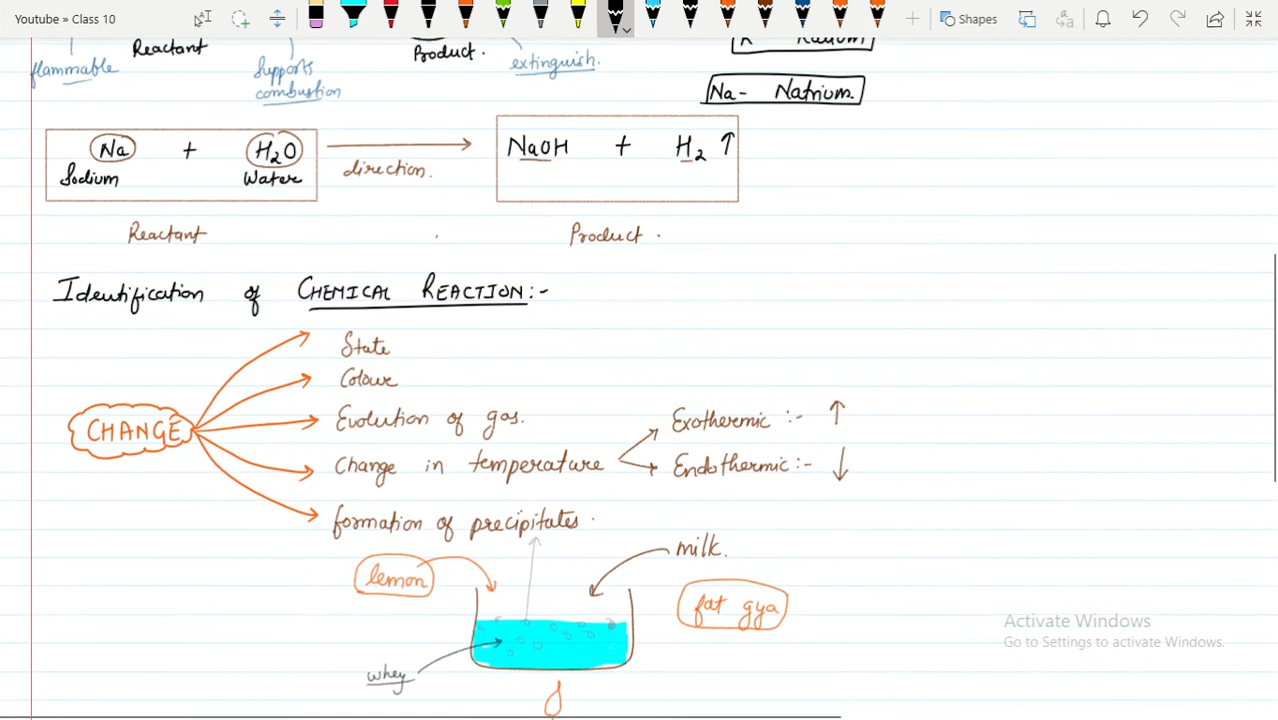 Youtube » Class 10
Shapes
Reactant
Product.
flammable
Supports
combustion
extinguish.
Na- Natrium.
Na + H2O → NaOH + H2 ↑
Sodium
Water
direction.
Reactant
Product.
Identification of CHEMICAL REACTION:-
CHANGE
State
Colour
Evolution of gas.
Change in temperature
Exothermic :- ↑
Endothermic :- ↓
formation of precipitates.
lemon
milk.
fat gya
whey
Activate Windows
Go to Settings to activate Windows.